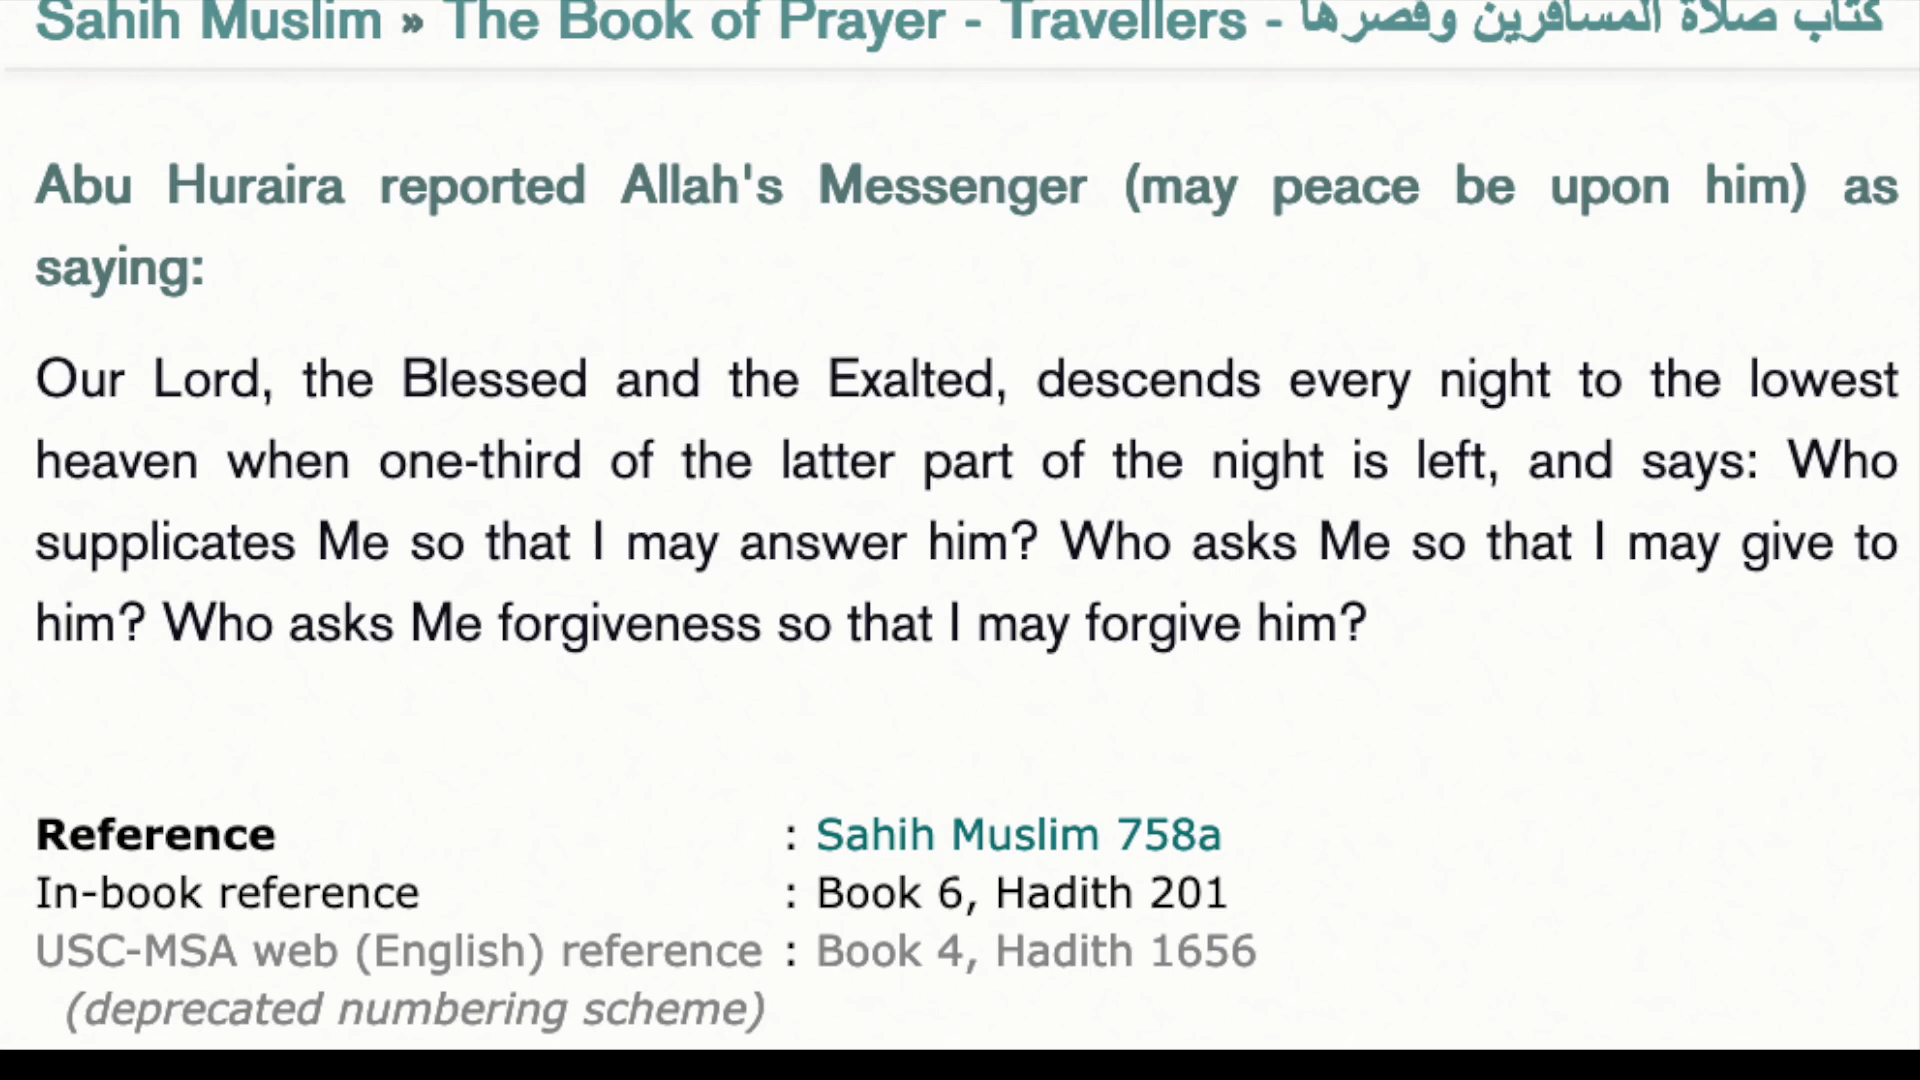 Sahih Muslim » The Book of Prayer - Travellers - كتاب صلاة المسافرين وقصرها
Abu Huraira reported Allah's Messenger (may peace be upon him) as
saying:
Our Lord, the Blessed and the Exalted, descends every night to the lowest
heaven when one-third of the latter part of the night is left, and says: Who
supplicates Me so that I may answer him? Who asks Me so that I may give to
him? Who asks Me forgiveness so that I may forgive him?
Reference : Sahih Muslim 758a
In-book reference : Book 6, Hadith 201
USC-MSA web (English) reference : Book 4, Hadith 1656
(deprecated numbering scheme)